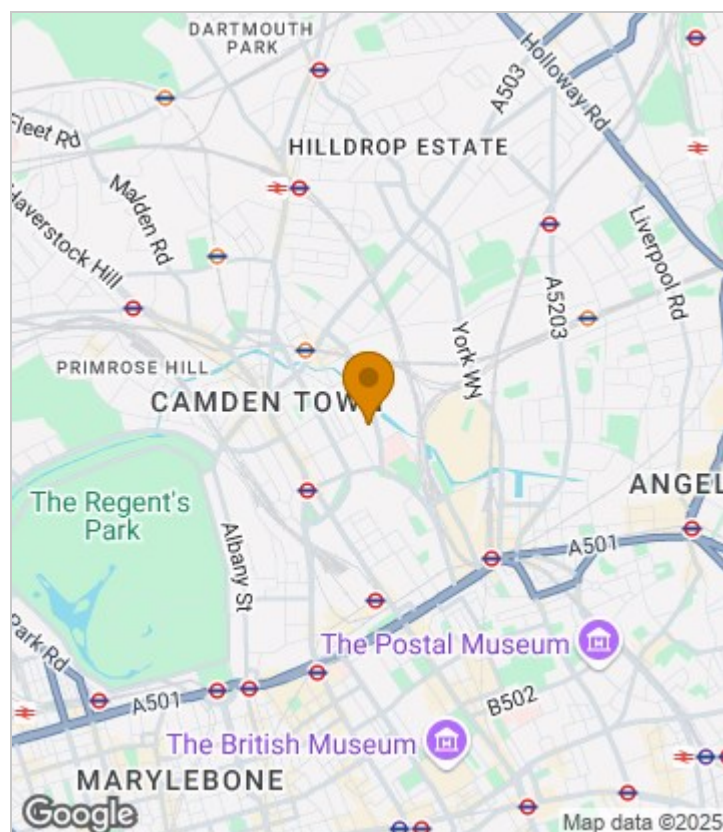 DARTMOUTH
PARK
A503
Holloway Rd
Fleet Rd
HILLDROP ESTATE
Malden Rd
Haverstock Hill
Liverpool Rd
A5203
York Wy
PRIMROSE HILL
CAMDEN TOWN
The Regent's
Park
ANGEL
Albany St
A501
The Postal Museum
Park Rd
B502
A501
The British Museum
MARYLEBONE
Google
Map data ©2025